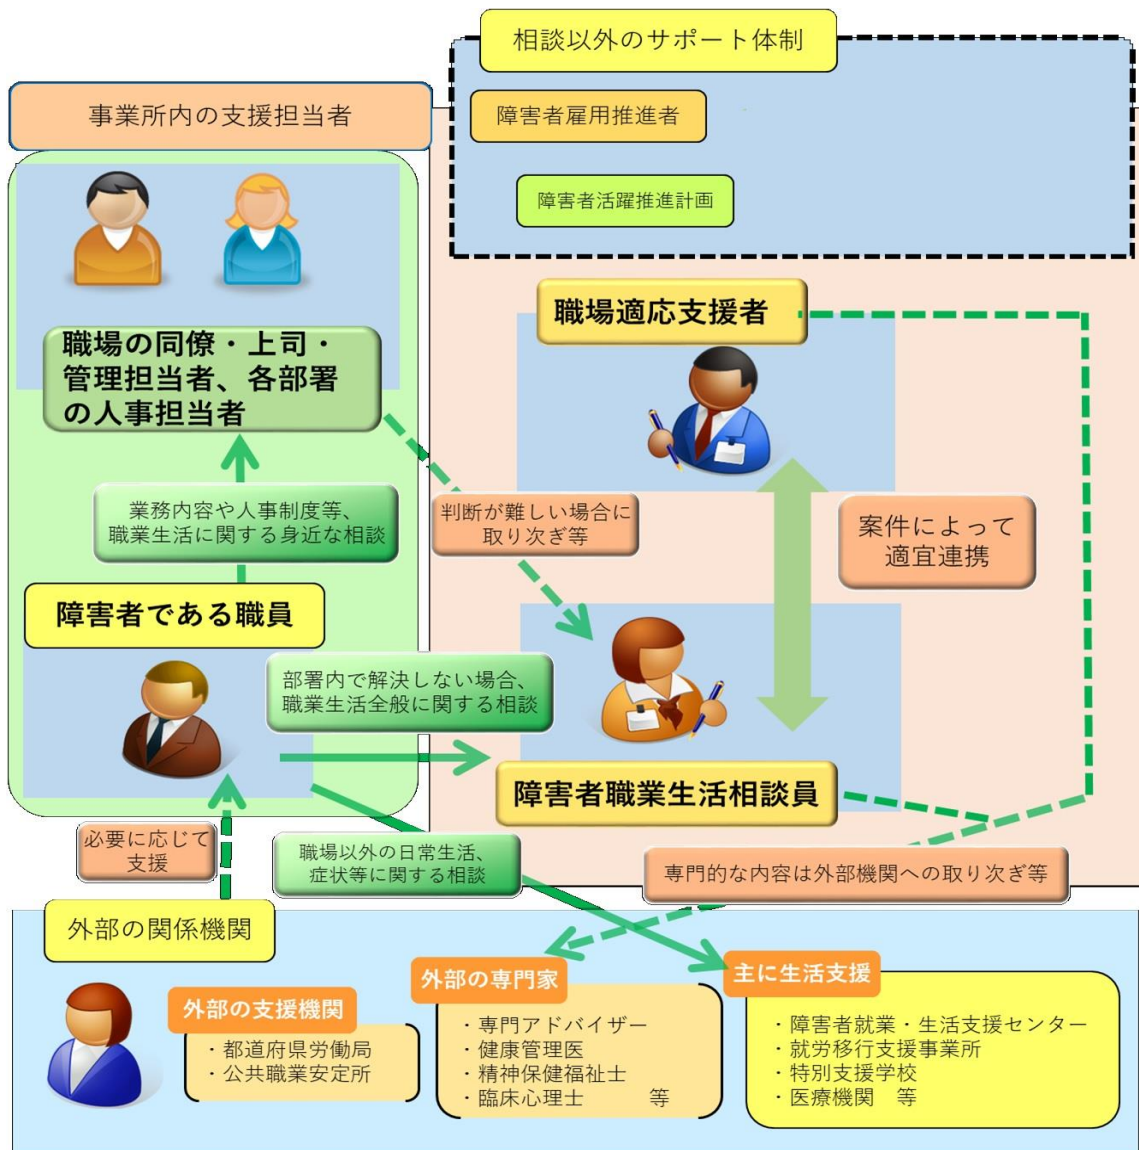 相談以外のサポート体制
事業所内の支援担当者
障害者雇用推進者
障害者活躍推進計画
職場適応支援者
職場の同僚・上司・
管理担当者、各部署
の人事担当者
業務内容や人事制度等、
職業生活に関する身近な相談
判断が難しい場合に
取り次ぎ等
案件によって
適宜連携
障害者である職員
部署内で解決しない場合、
職業生活全般に関する相談
障害者職業生活相談員
必要に応じて
支援
職場以外の日常生活、
症状等に関する相談
専門的な内容は外部機関への取り次ぎ等
外部の関係機関
外部の支援機関
・都道府県労働局
・公共職業安定所
外部の専門家
・専門アドバイザー
・健康管理医
・精神保健福祉士
・臨床心理士　　　等
主に生活支援
・障害者就業・生活支援センター
・就労移行支援事業所
・特別支援学校
・医療機関　等